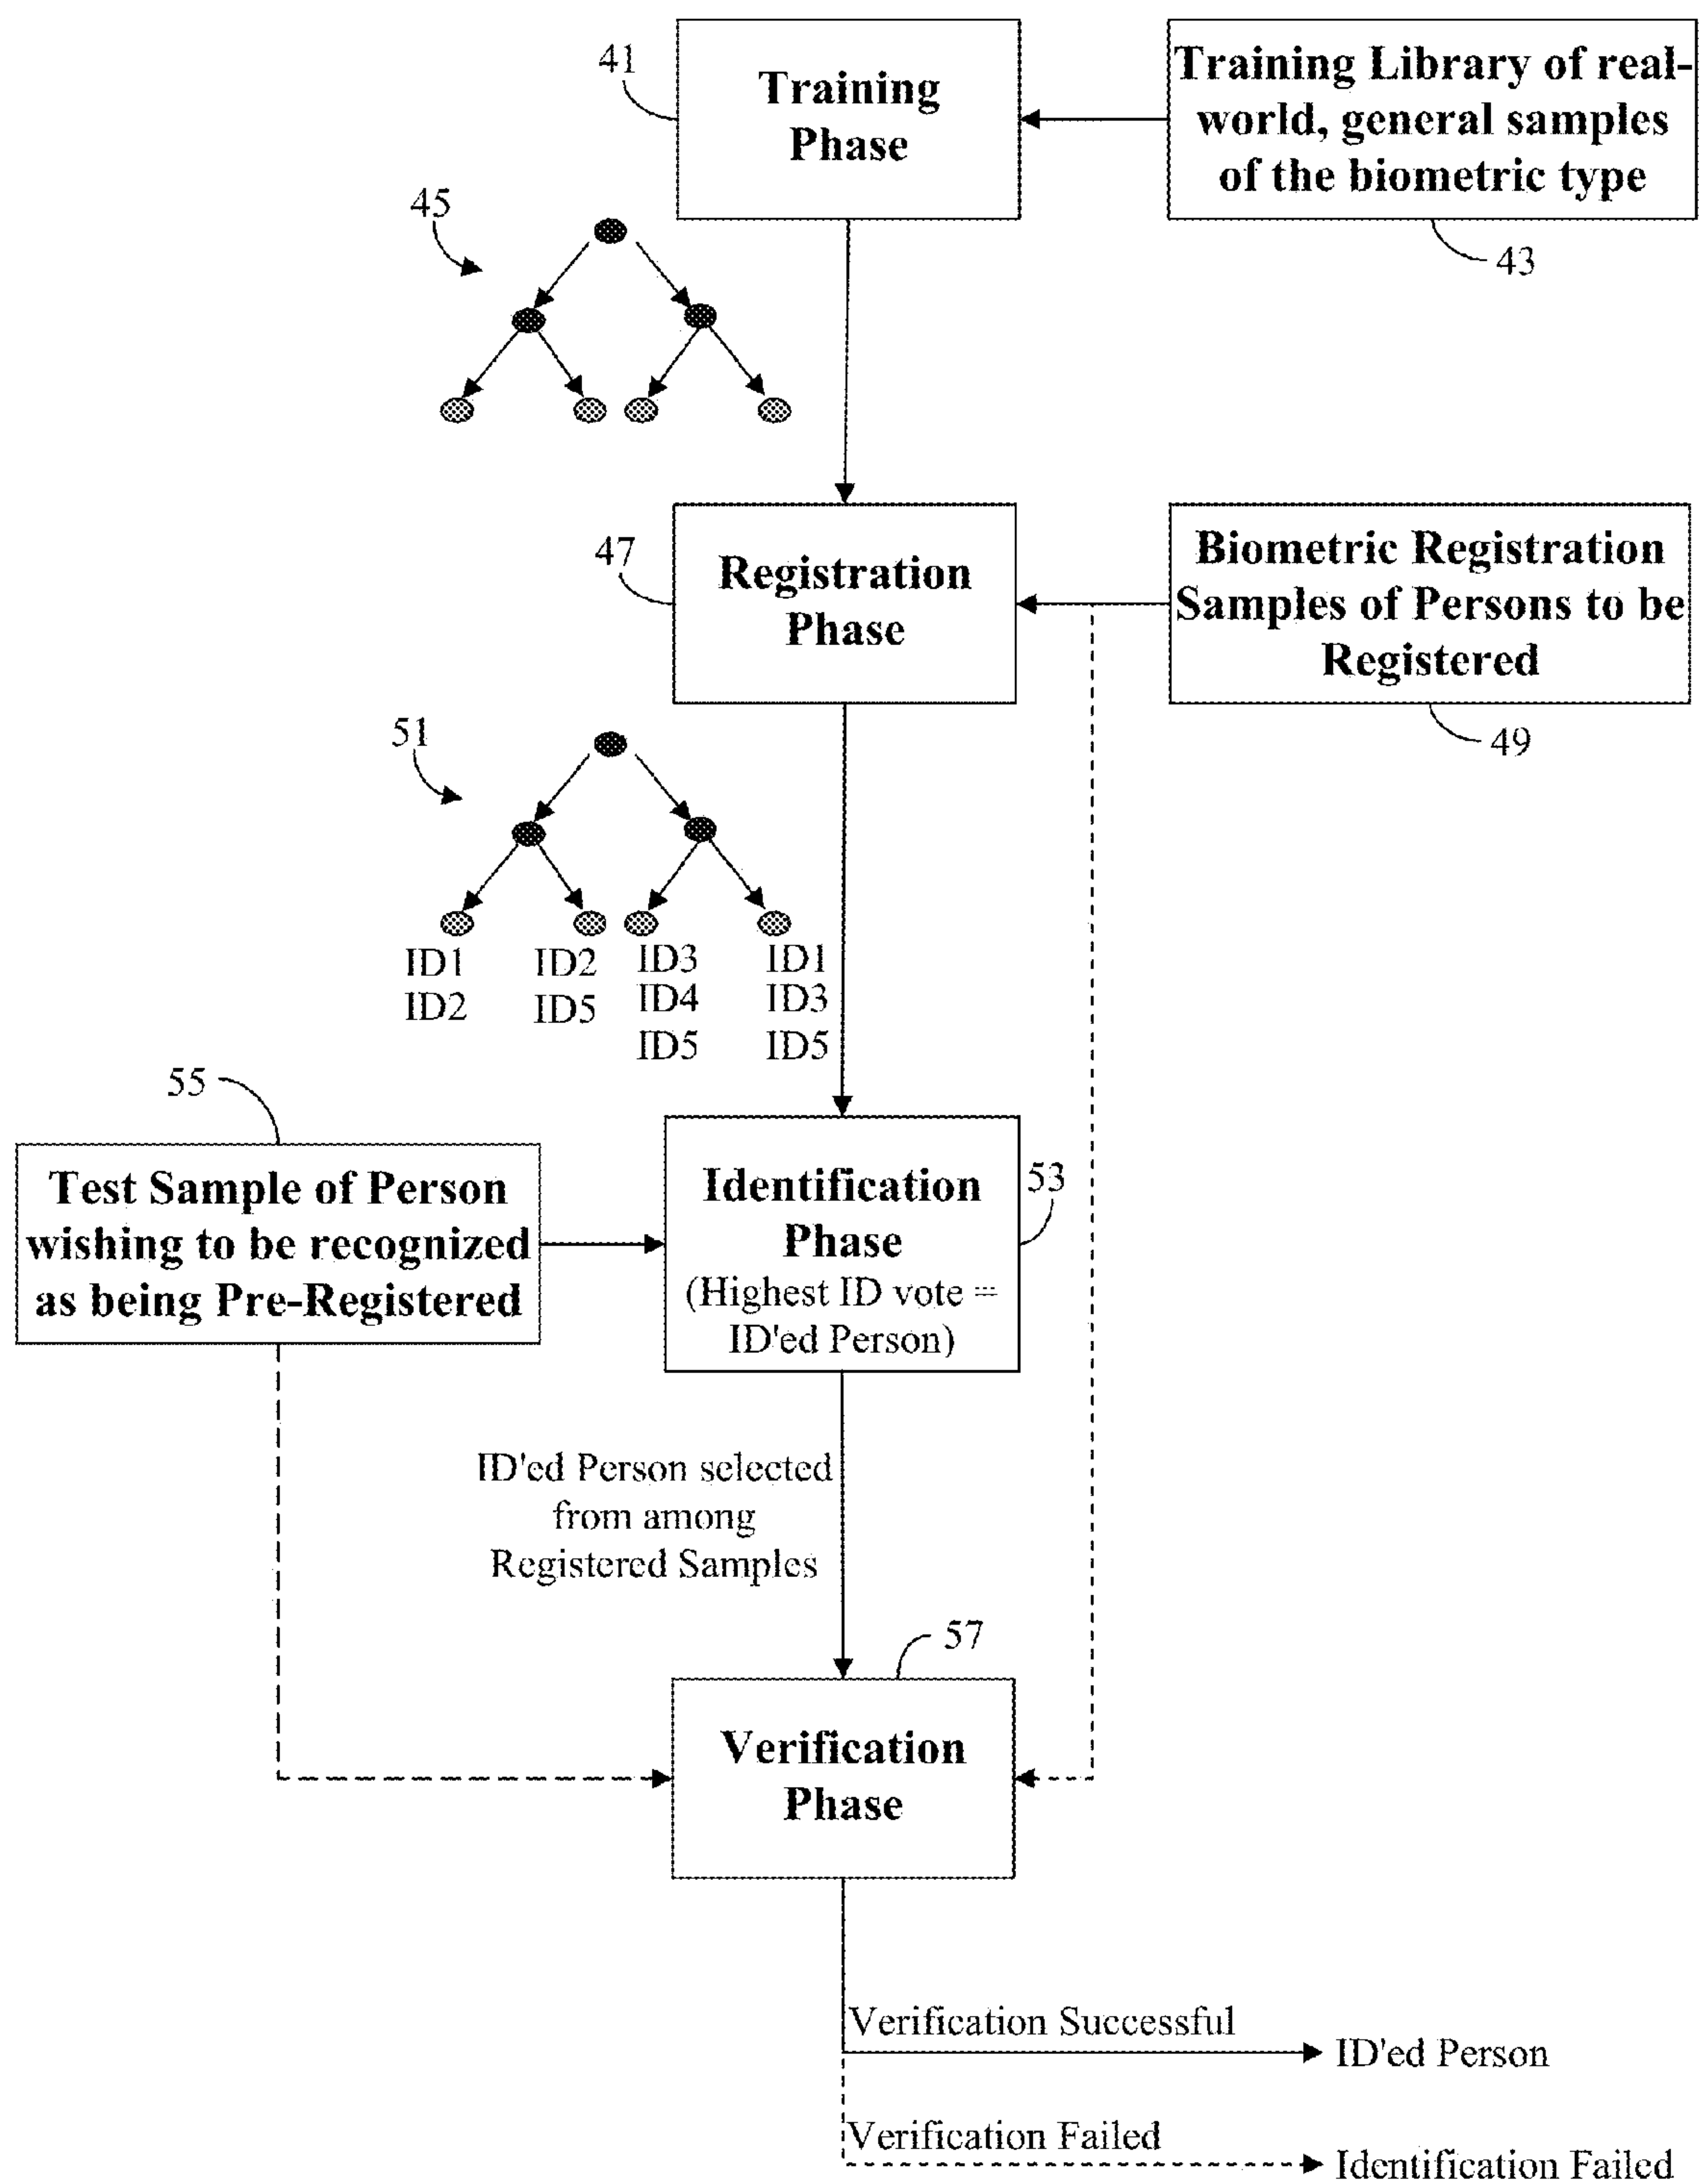 41
Training
Phase
Training Library of real-
world, general samples
of the biometric type
43
45
47
Registration
Phase
Biometric Registration
Samples of Persons to be
Registered
49
51
ID1
ID2
ID2
ID5
ID3
ID4
ID5
ID1
ID3
ID5
55
Test Sample of Person
wishing to be recognized
as being Pre-Registered
Identification
Phase
(Highest ID vote =
ID'ed Person)
53
ID'ed Person selected
from among
Registered Samples
57
Verification
Phase
Verification Successful
ID'ed Person
Verification Failed
Identification Failed